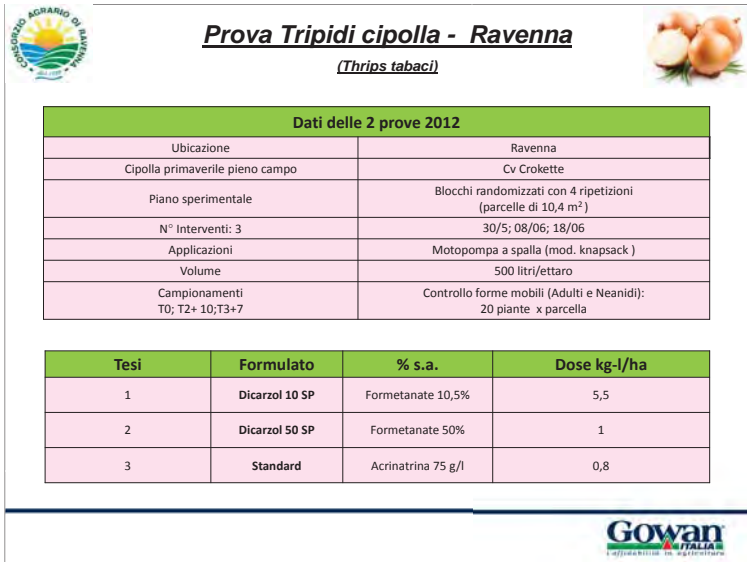 CONSORZIO AGRARIO DI RAVENNA
Prova Tripidi cipolla - Ravenna
(Thrips tabaci)
Dati delle 2 prove 2012
Ubicazione Ravenna
Cipolla primaverile pieno campo Cv Crokette
Piano sperimentale Blocchi randomizzati con 4 ripetizioni
(parcelle di 10,4 m²)
N° Interventi: 3 30/5; 08/06; 18/06
Applicazioni Motopompa a spalla (mod. knapsack )
Volume 500 litri/ettaro
Campionamenti Controllo forme mobili (Adulti e Neanidi):
T0; T2+ 10;T3+7 20 piante x parcella
Tesi Formulato % s.a. Dose kg-l/ha
1 Dicarzol 10 SP Formetanate 10,5% 5,5
2 Dicarzol 50 SP Formetanate 50% 1
3 Standard Acrinatrina 75 g/l 0,8
Gowan
ITALIA
L'affidabilità in agricoltura